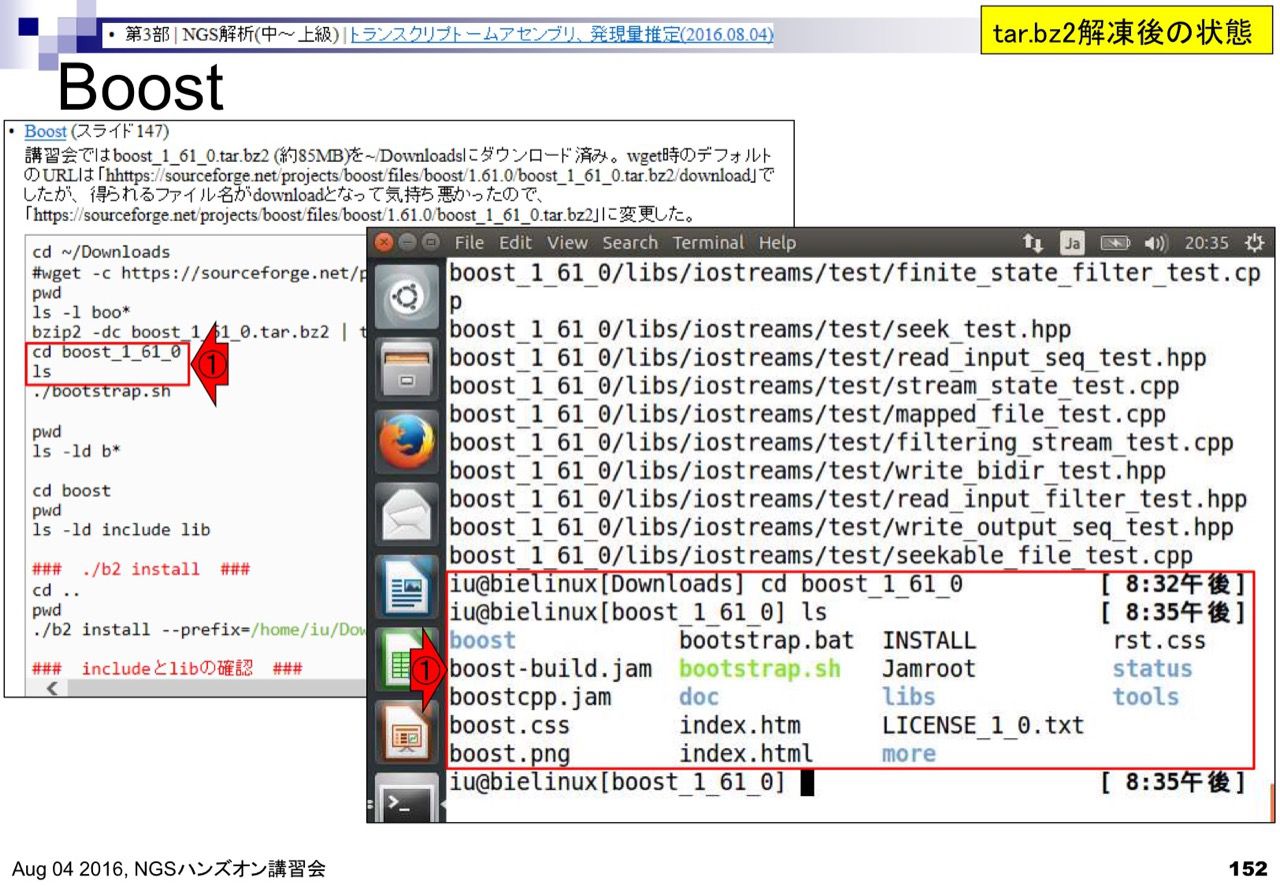 • 第3部 | NGS解析(中～上級) | トランスクリプトームアセンブリ、発現量推定(2016.08.04)
tar.bz2解凍後の状態
Boost
• Boost (スライド147)
講習会ではboost_1_61_0.tar.bz2 (約85MB)を~/Downloadsにダウンロード済み。wget時のデフォルト
のURLは「hhttps://sourceforge.net/projects/boost/files/boost/1.61.0/boost_1_61_0.tar.bz2/download」で
したが、得られるファイル名がdownloadとなって気持ち悪かったので、
「https://sourceforge.net/projects/boost/files/boost/1.61.0/boost_1_61_0.tar.bz2」に変更した。
cd ~/Downloads
#wget -c https://sourceforge.net/p
pwd
ls -l boo*
bzip2 -dc boost_1_61_0.tar.bz2 | t
cd boost_1_61_0
ls
①
./bootstrap.sh
pwd
ls -ld b*
cd boost
pwd
ls -ld include lib
### ./b2 install ###
cd ..
pwd
./b2 install --prefix=/home/iu/Dow
### includeとlibの確認 ###
File Edit View Search Terminal Help
Ja
20:35
boost_1_61_0/libs/iostreams/test/finite_state_filter_test.cp
p
boost_1_61_0/libs/iostreams/test/seek_test.hpp
boost_1_61_0/libs/iostreams/test/read_input_seq_test.hpp
boost_1_61_0/libs/iostreams/test/stream_state_test.cpp
boost_1_61_0/libs/iostreams/test/mapped_file_test.cpp
boost_1_61_0/libs/iostreams/test/filtering_stream_test.cpp
boost_1_61_0/libs/iostreams/test/write_bidir_test.hpp
boost_1_61_0/libs/iostreams/test/read_input_filter_test.hpp
boost_1_61_0/libs/iostreams/test/write_output_seq_test.hpp
boost_1_61_0/libs/iostreams/test/seekable_file_test.cpp
iu@bielinux[Downloads] cd boost_1_61_0 [ 8:32午後]
iu@bielinux[boost_1_61_0] ls [ 8:35午後]
boost bootstrap.bat INSTALL rst.css
①
boost-build.jam bootstrap.sh Jamroot status
boostcpp.jam doc libs tools
boost.css index.htm LICENSE_1_0.txt
boost.png index.html more
iu@bielinux[boost_1_61_0] [ 8:35午後]
Aug 04 2016, NGSハンズオン講習会
152